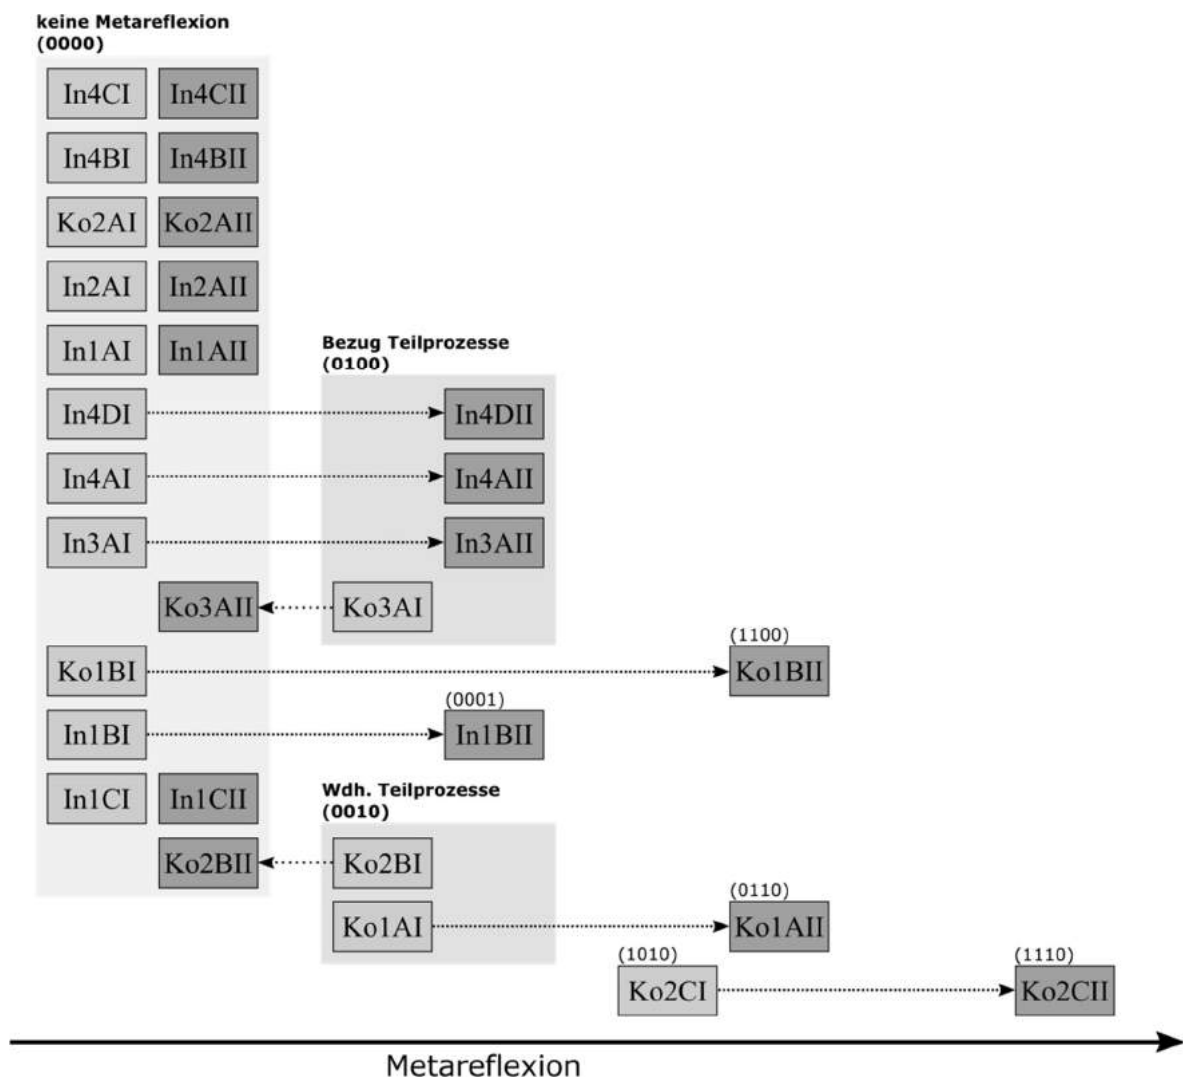 keine Metareflexion
(0000)
In4CI In4CII
In4BI In4BII
Ko2AI Ko2AII
In2AI In2AII
In1AI In1AII
Bezug Teilprozesse
(0100)
In4DI In4DII
In4AI In4AII
In3AI In3AII
Ko3AII Ko3AI
(1100)
Ko1BI Ko1BII
(0001)
In1BI In1BII
In1CI In1CII
Wdh. Teilprozesse
(0010)
Ko2BII Ko2BI
(0110)
Ko1AI Ko1AII
(1010) (1110)
Ko2CI Ko2CII
Metareflexion